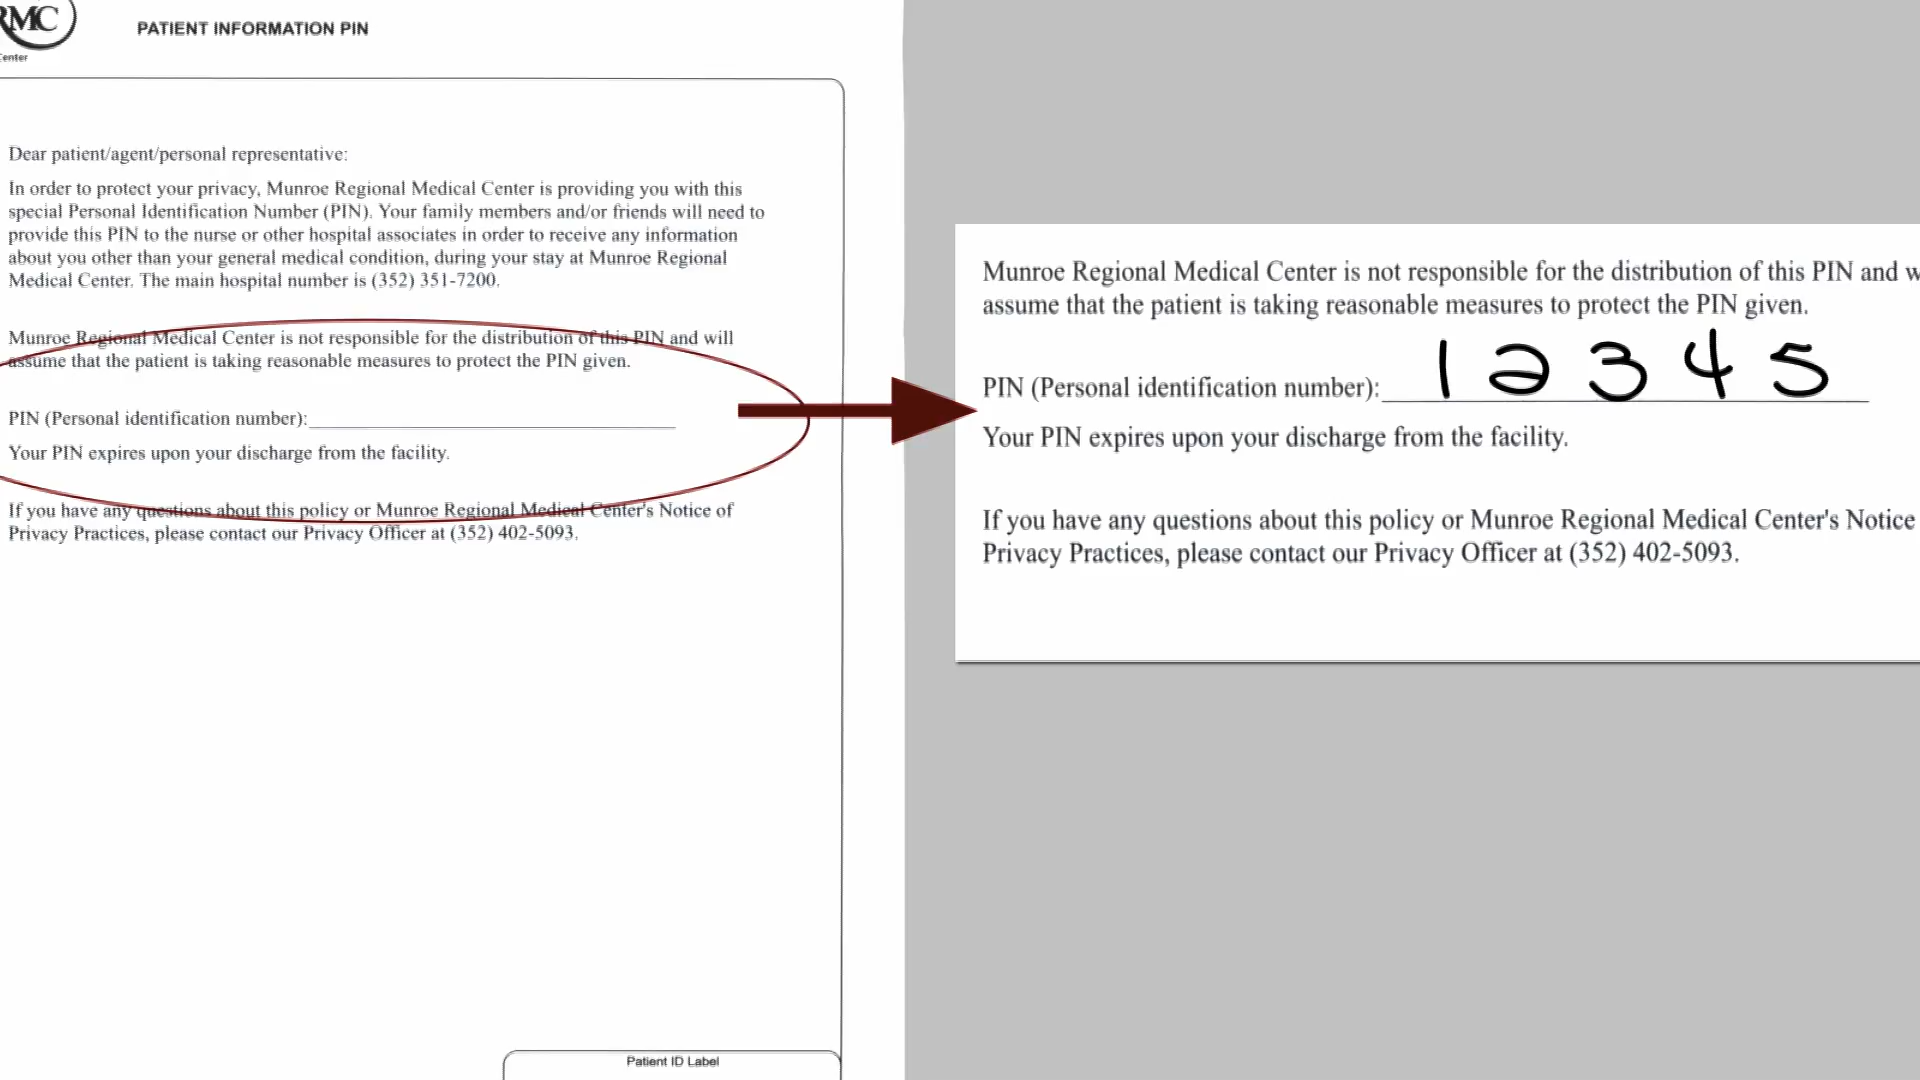 RMC
Center
PATIENT INFORMATION PIN
Dear patient/agent/personal representative:
In order to protect your privacy, Munroe Regional Medical Center is providing you with this
special Personal Identification Number (PIN). Your family members and/or friends will need to
provide this PIN to the nurse or other hospital associates in order to receive any information
about you other than your general medical condition, during your stay at Munroe Regional
Medical Center. The main hospital number is (352) 351-7200.
Munroe Regional Medical Center is not responsible for the distribution of this PIN and will
assume that the patient is taking reasonable measures to protect the PIN given.
PIN (Personal identification number):
Your PIN expires upon your discharge from the facility.
If you have any questions about this policy or Munroe Regional Medical Center's Notice of
Privacy Practices, please contact our Privacy Officer at (352) 402-5093.
Patient ID Label
Munroe Regional Medical Center is not responsible for the distribution of this PIN and w
assume that the patient is taking reasonable measures to protect the PIN given.
PIN (Personal identification number): 1 2 3 4 5
Your PIN expires upon your discharge from the facility.
If you have any questions about this policy or Munroe Regional Medical Center's Notice
Privacy Practices, please contact our Privacy Officer at (352) 402-5093.